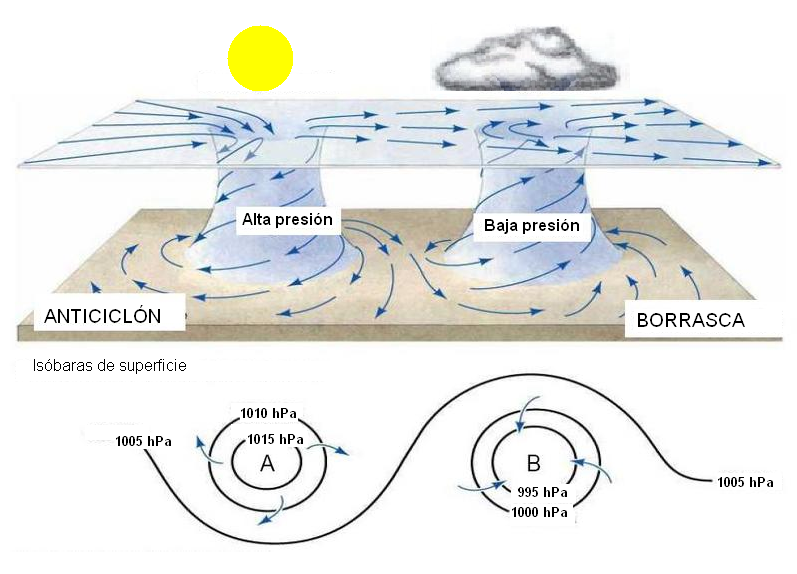 Alta presión
Baja presión
ANTICICLÓN
BORRASCA
Isóbaras de superficie
1010 hPa
1005 hPa
1015 hPa
A
B
995 hPa
1000 hPa
1005 hPa